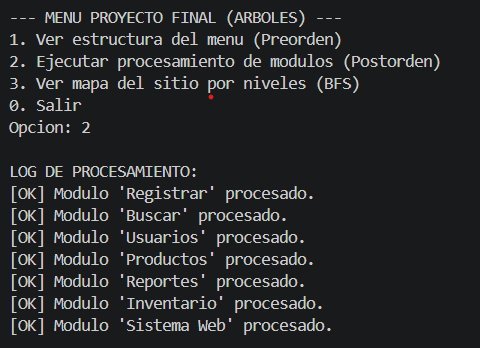 --- MENU PROYECTO FINAL (ARBOLES) ---
1. Ver estructura del menu (Preorden)
2. Ejecutar procesamiento de modulos (Postorden)
3. Ver mapa del sitio por niveles (BFS)
0. Salir
Opcion: 2

LOG DE PROCESAMIENTO:
[OK] Modulo 'Registrar' procesado.
[OK] Modulo 'Buscar' procesado.
[OK] Modulo 'Usuarios' procesado.
[OK] Modulo 'Productos' procesado.
[OK] Modulo 'Reportes' procesado.
[OK] Modulo 'Inventario' procesado.
[OK] Modulo 'Sistema Web' procesado.